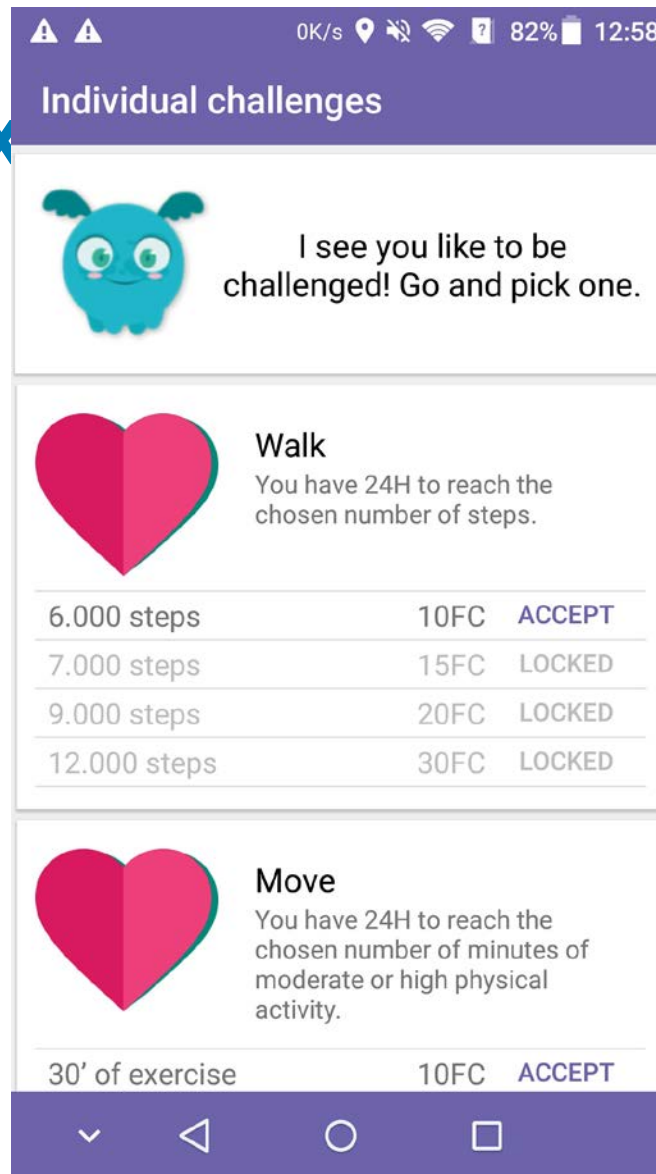 0K/s ? 82% 12:58
Individual challenges
I see you like to be
challenged! Go and pick one.
Walk
You have 24H to reach the
chosen number of steps.
6.000 steps 10FC ACCEPT
7.000 steps 15FC LOCKED
9.000 steps 20FC LOCKED
12.000 steps 30FC LOCKED
Move
You have 24H to reach the
chosen number of minutes of
moderate or high physical
activity.
30’ of exercise 10FC ACCEPT